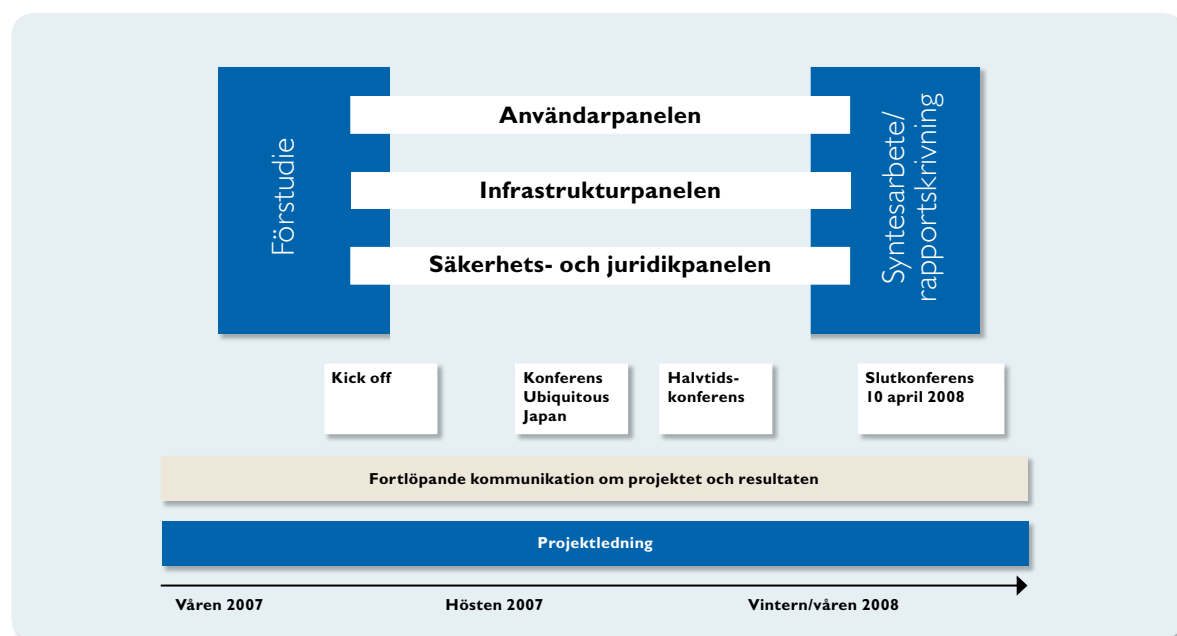 Förstudie
Användarpanelen
Infrastrukturpanelen
Säkerhets- och juridikpanelen
Syntesarbete/
rapportskrivning
Kick off
Konferens
Ubiquitous
Japan
Halvtids-
konferens
Slutkonferens
10 april 2008
Fortlöpande kommunikation om projektet och resultaten
Projektledning
Våren 2007
Hösten 2007
Vintern/våren 2008